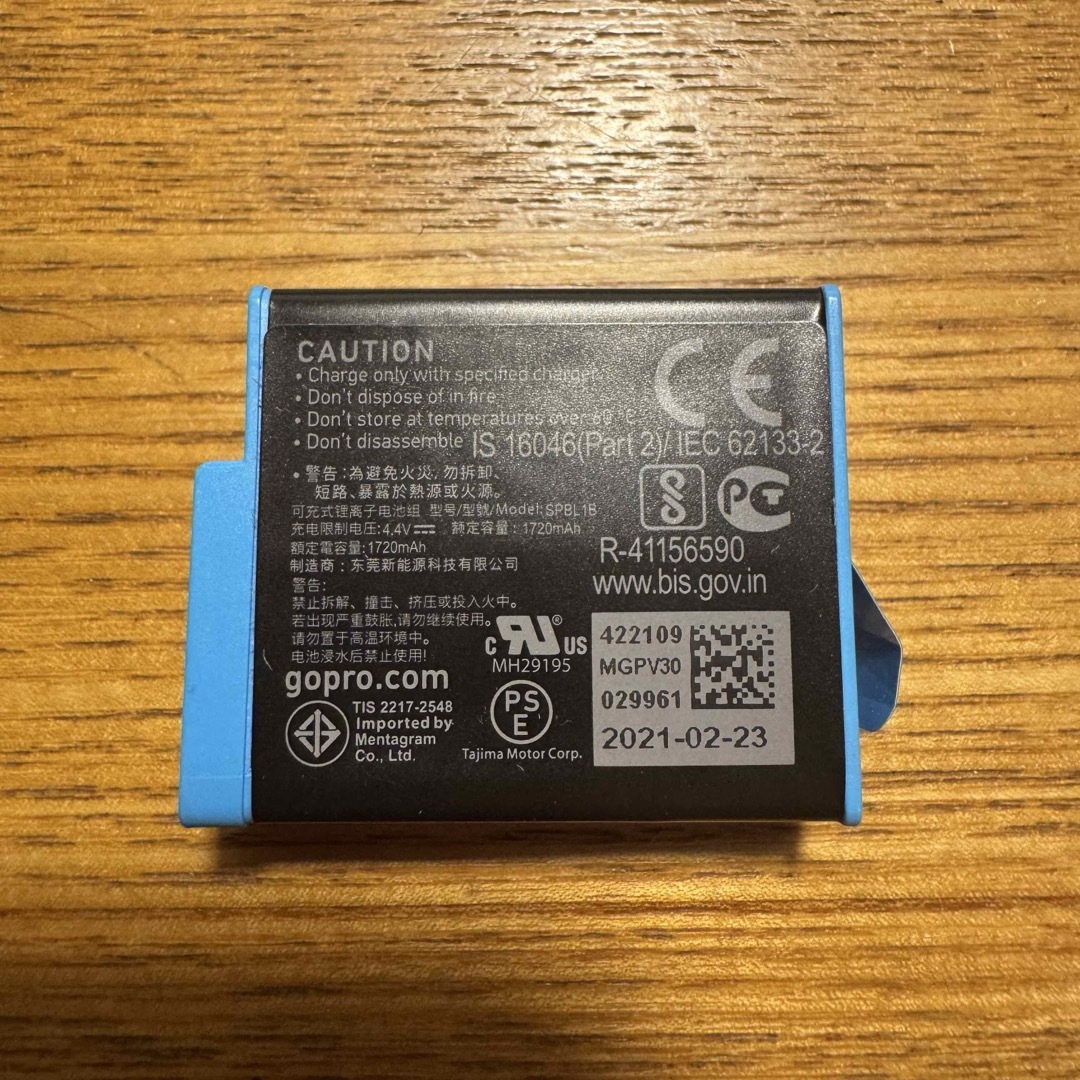 CAUTION
• Charge only with specified charger
• Don't dispose of in fire
• Don't store at temperatures over 60°C
• Don't disassemble
CE
IS 16046(Part 2)/ IEC 62133-2
• 警告：為避免火災, 勿拆卸,
短路、暴露於熱源或火源。
可充式锂离子电池组 型号/型號/Model: SPBL1B
充电限制电压: 4.4V 额定容量：1720mAh
額定電容量: 1720mAh
制造商：东莞新能源科技有限公司
警告:
禁止拆解、撞击、挤压或投入火中。
若出现严重鼓胀,请勿继续使用。
请勿置于高温环境中。
电池浸水后禁止使用!
PCT
R-41156590
www.bis.gov.in
c RU® US
MH29195
gopro.com
TIS 2217-2548
Imported by
Mentagram
Co., Ltd.
PS
E
Tajima Motor Corp.
422109
MGPV30
029961
2021-02-23